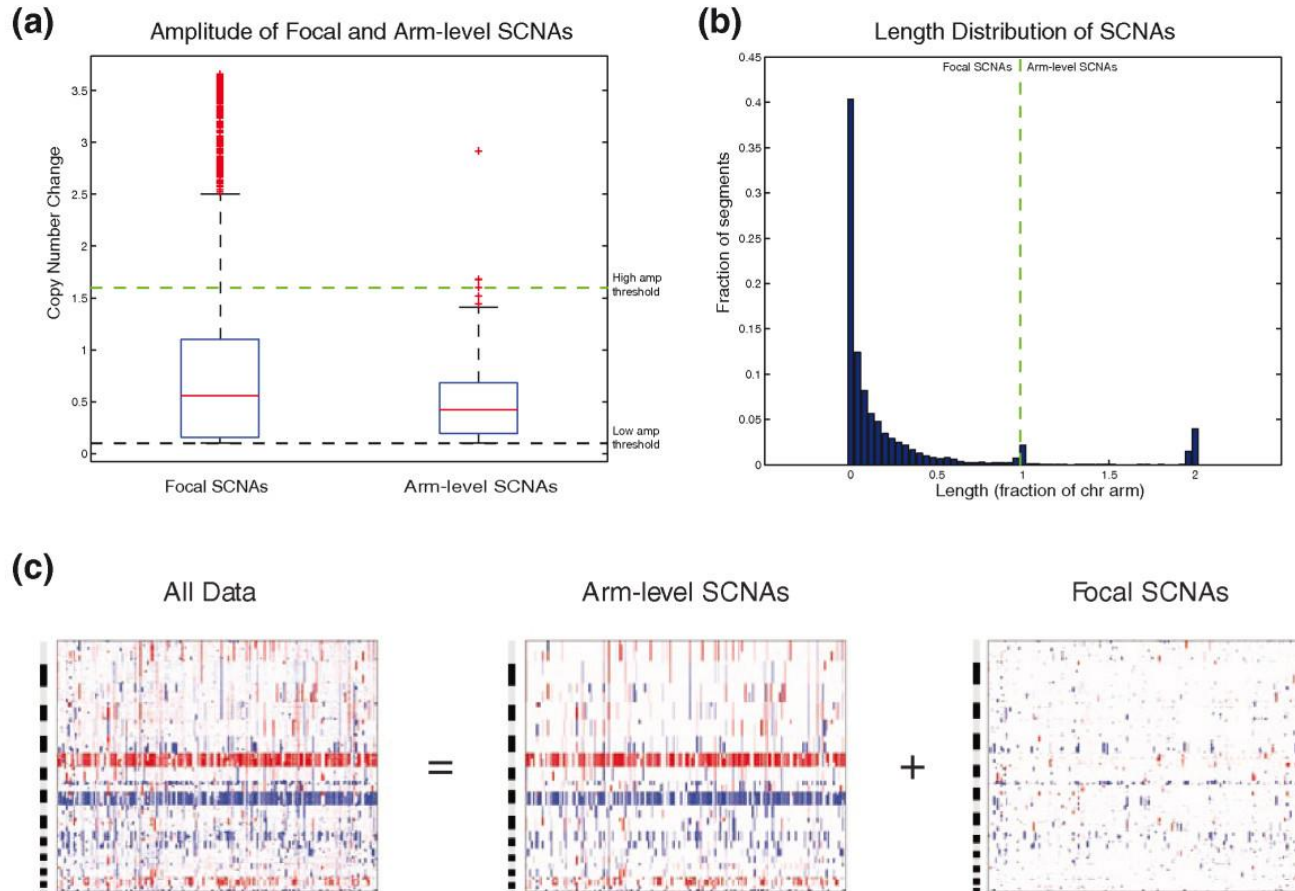 (a)
Amplitude of Focal and Arm-level SCNAs
Copy Number Change
3.5
3
2.5
2
1.5
1
0.5
0
High amp
threshold
Low amp
threshold
Focal SCNAs
Arm-level SCNAs
(b)
Length Distribution of SCNAs
Fraction of segments
0.45
0.4
0.35
0.3
0.25
0.2
0.15
0.1
0.05
0
Focal SCNAs
Arm-level SCNAs
0
0.5
1
1.5
2
Length (fraction of chr arm)
(c)
All Data
=
Arm-level SCNAs
+
Focal SCNAs